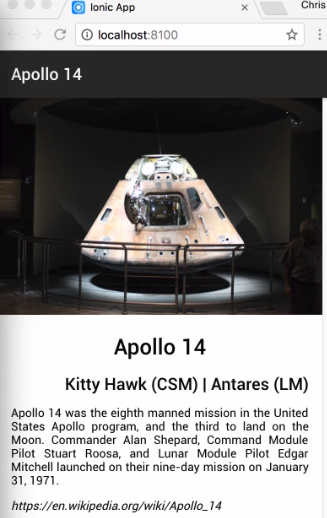 Ionic App
Chris
localhost:8100
Apollo 14
Apollo 14
Kitty Hawk (CSM) | Antares (LM)
Apollo 14 was the eighth manned mission in the United
States Apollo program, and the third to land on the
Moon. Commander Alan Shepard, Command Module
Pilot Stuart Roosa, and Lunar Module Pilot Edgar
Mitchell launched on their nine-day mission on January
31, 1971.
https://en.wikipedia.org/wiki/Apollo_14